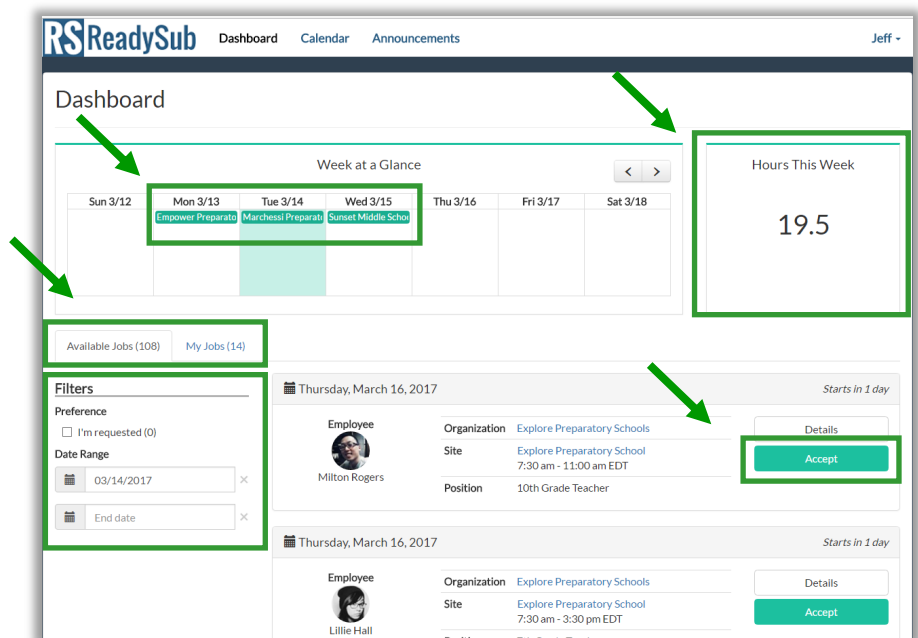 RS ReadySub Dashboard Calendar Announcements Jeff
Dashboard
Week at a Glance
< >
Sun 3/12 Mon 3/13 Tue 3/14 Wed 3/15 Thu 3/16 Fri 3/17 Sat 3/18
Empower Preparato Marchessi Preparate Sunset Middle Schoo
Hours This Week
19.5
Available Jobs (108) My Jobs (14)
Filters
Preference
I'm requested (0)
Date Range
03/14/2017 ×
End date ×
Thursday, March 16, 2017 Starts in 1 day
Employee
Milton Rogers
Organization Explore Preparatory Schools
Site Explore Preparatory School
7:30 am - 11:00 am EDT
Position 10th Grade Teacher
Details
Accept
Thursday, March 16, 2017 Starts in 1 day
Employee
Lillie Hall
Organization Explore Preparatory Schools
Site Explore Preparatory School
7:30 am - 3:30 pm EDT
Details
Accept